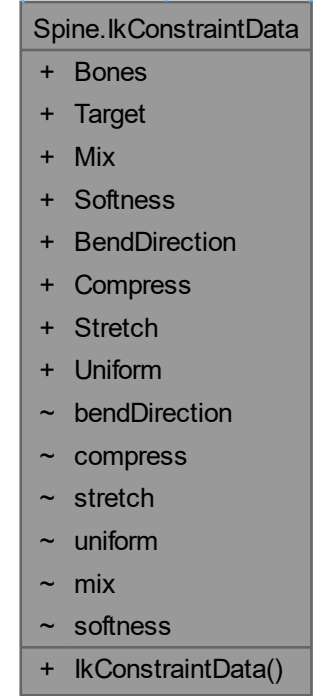 Spine.IkConstraintData
+ Bones
+ Target
+ Mix
+ Softness
+ BendDirection
+ Compress
+ Stretch
+ Uniform
~ bendDirection
~ compress
~ stretch
~ uniform
~ mix
~ softness
+ IkConstraintData()